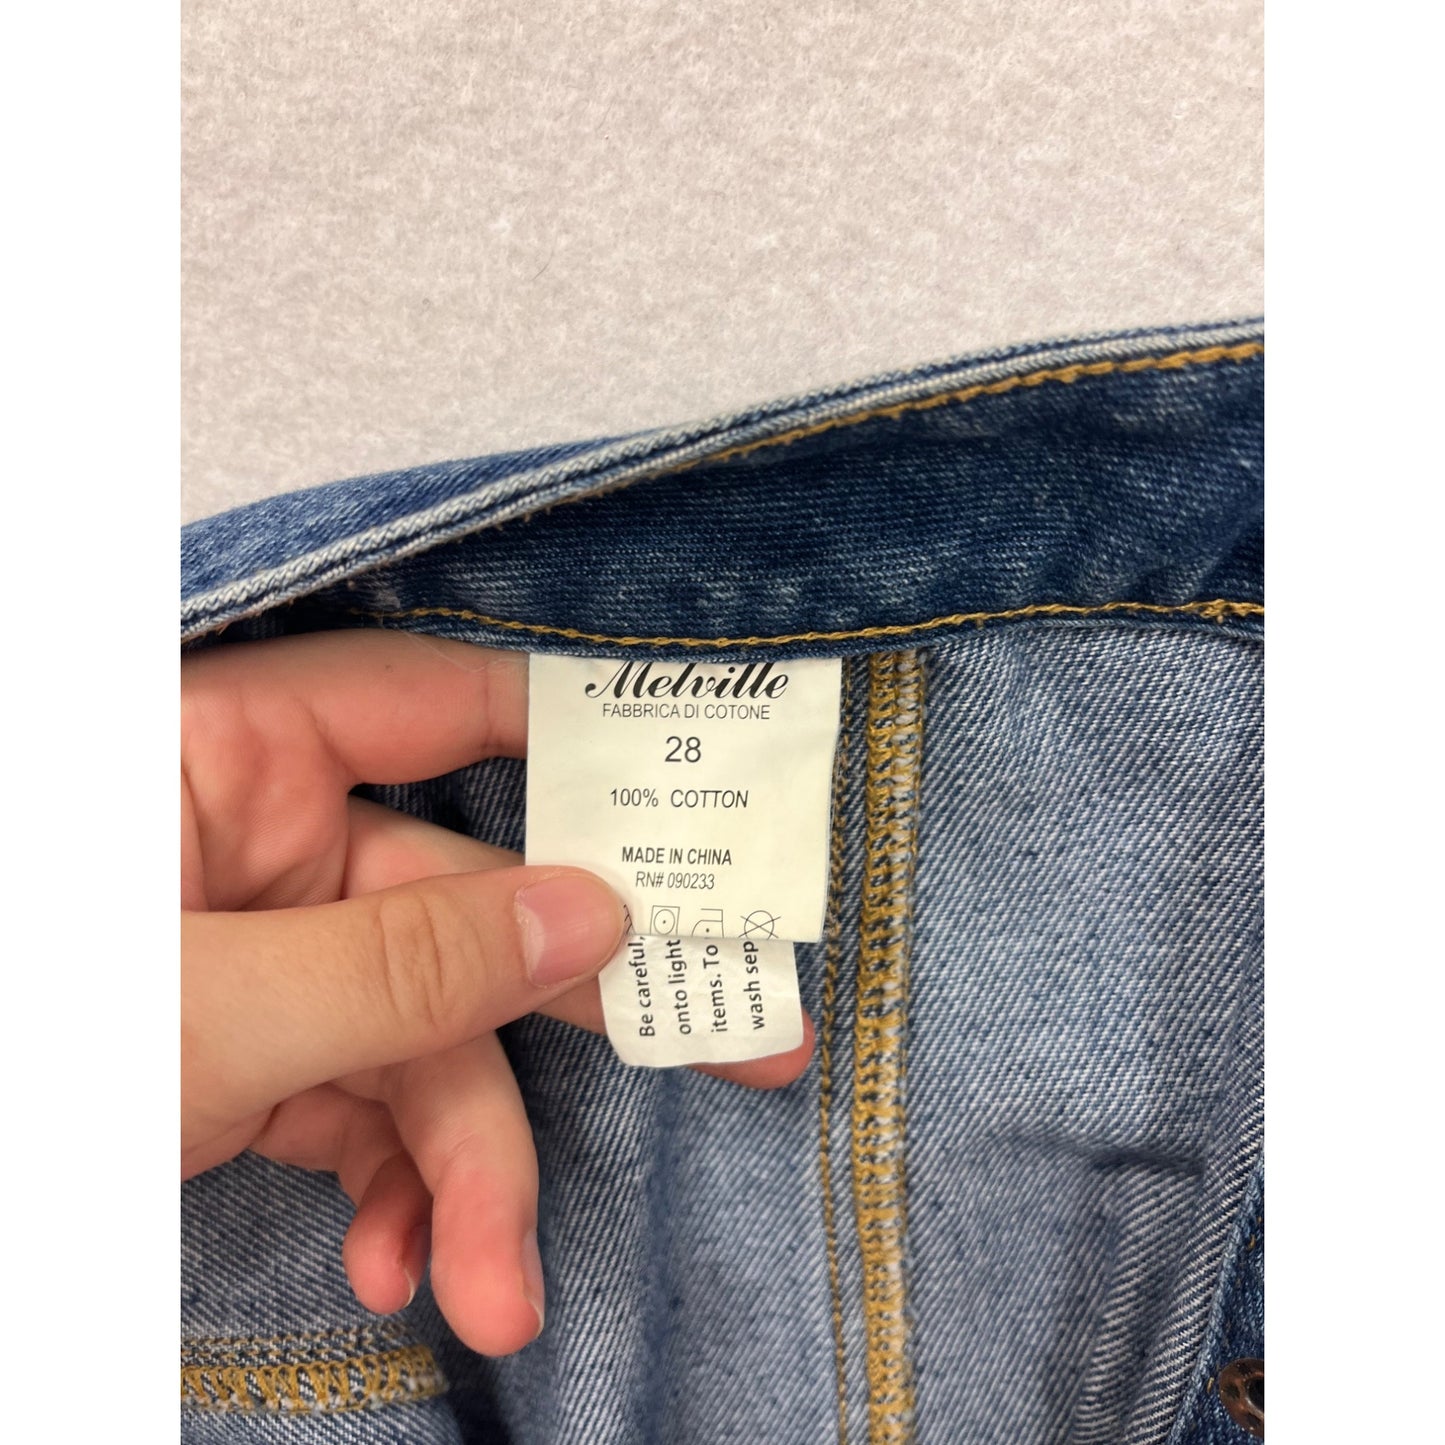 Melville
FABBRICA DI COTONE
28
100% COTTON
MADE IN CHINA
RN# 090233
Be careful,
onto light
items. To
wash sep